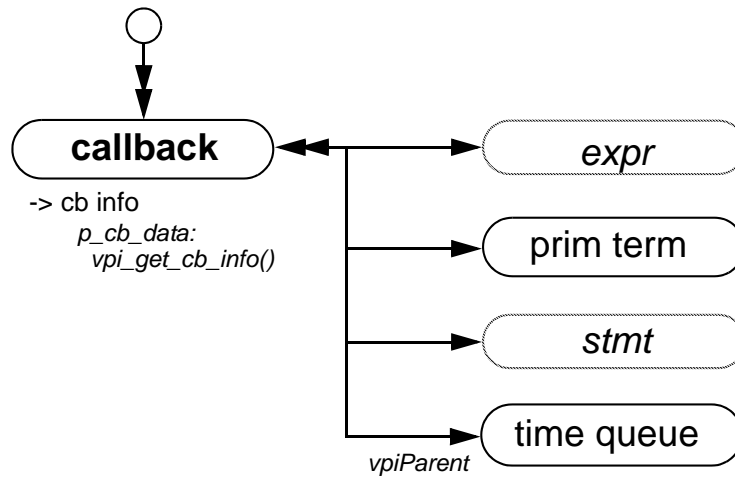 callback
expr
-> cb info
p_cb_data:
vpi_get_cb_info()
prim term
stmt
time queue
vpiParent